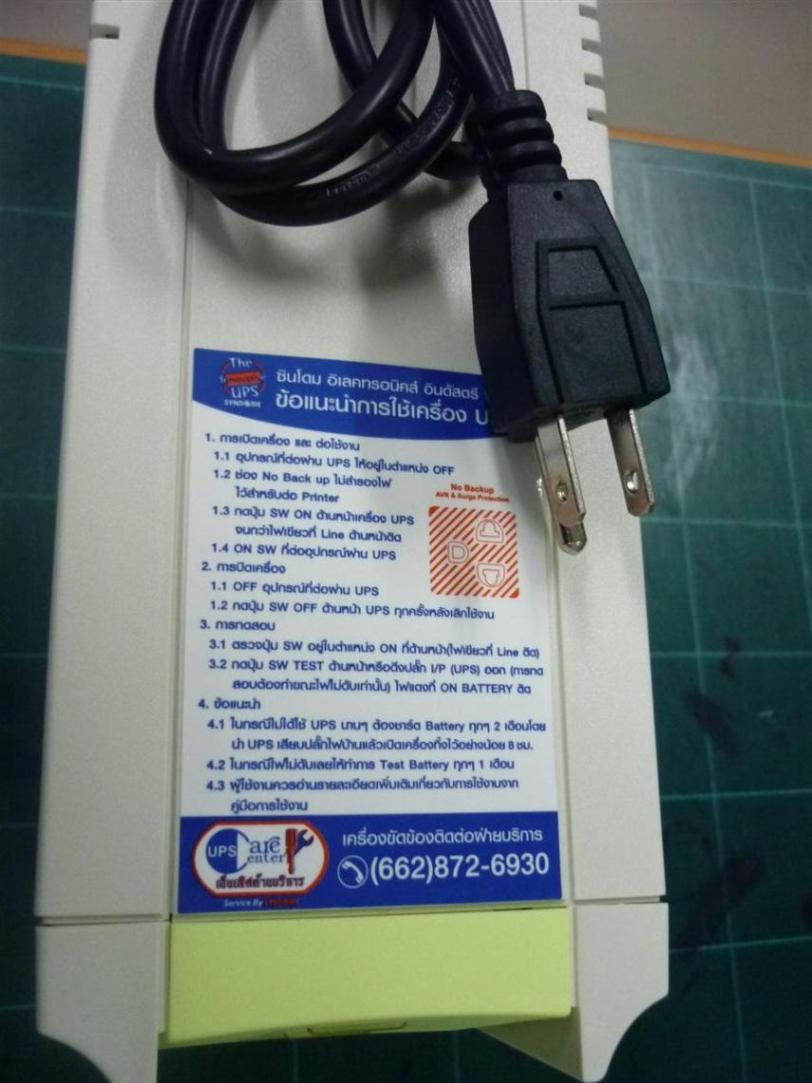 The
UPS
SYNDROME
ซินโดม อิเลคทรอนิคส์ อินดัสตรี
ข้อแนะนำการใช้เครื่อง U
1. การเปิดเครื่อง และ ต่อใช้งาน
1.1 อุปกรณ์ที่ต่อผ่าน UPS ให้อยู่ในตำแหน่ง OFF
1.2 ช่อง No Back up ไม่สำรองไฟ
ไว้สำหรับต่อ Printer
1.3 กดปุ่ม SW ON ด้านหน้าเครื่อง UPS
จนกว่าไฟเขียวที่ Line ด้านหน้าติด
1.4 ON SW ที่ต่ออุปกรณ์ผ่าน UPS
No Backup
AVR & Surge Protection
2. การปิดเครื่อง
1.1 OFF อุปกรณ์ที่ต่อผ่าน UPS
1.2 กดปุ่ม SW OFF ด้านหน้า UPS ทุกครั้งหลังเลิกใช้งาน
3. การทดสอบ
3.1 ตรวจปุ่ม SW อยู่ในตำแหน่ง ON ที่ด้านหน้า(ไฟเขียวที่ Line ติด)
3.2 กดปุ่ม SW TEST ด้านหน้าหรือดึงปลั๊ก I/P (UPS) ออก (การทด
สอบต้องทำขณะไฟไม่ดับเท่านั้น) ไฟแดงที่ ON BATTERY ติด
4. ข้อแนะนำ
4.1 ในกรณีไม่ได้ใช้ UPS นานๆ ต้องชาร์ต Battery ทุกๆ 2 เดือนโดย
นำ UPS เสียบปลั๊กไฟบ้านแล้วเปิดเครื่องทิ้งไว้อย่างน้อย 8 ชม.
4.2 ในกรณีไฟไม่ดับเลยให้ทำการ Test Battery ทุกๆ 1 เดือน
4.3 ผู้ใช้งานควรอ่านรายละเอียดเพิ่มเติมเกี่ยวกับการใช้งานจาก
คู่มือการใช้งาน
UPS Care Center
เอ็นเลิศด้านบริการ
Service By
เครื่องขัดข้องติดต่อฝ่ายบริการ
(662)872-6930